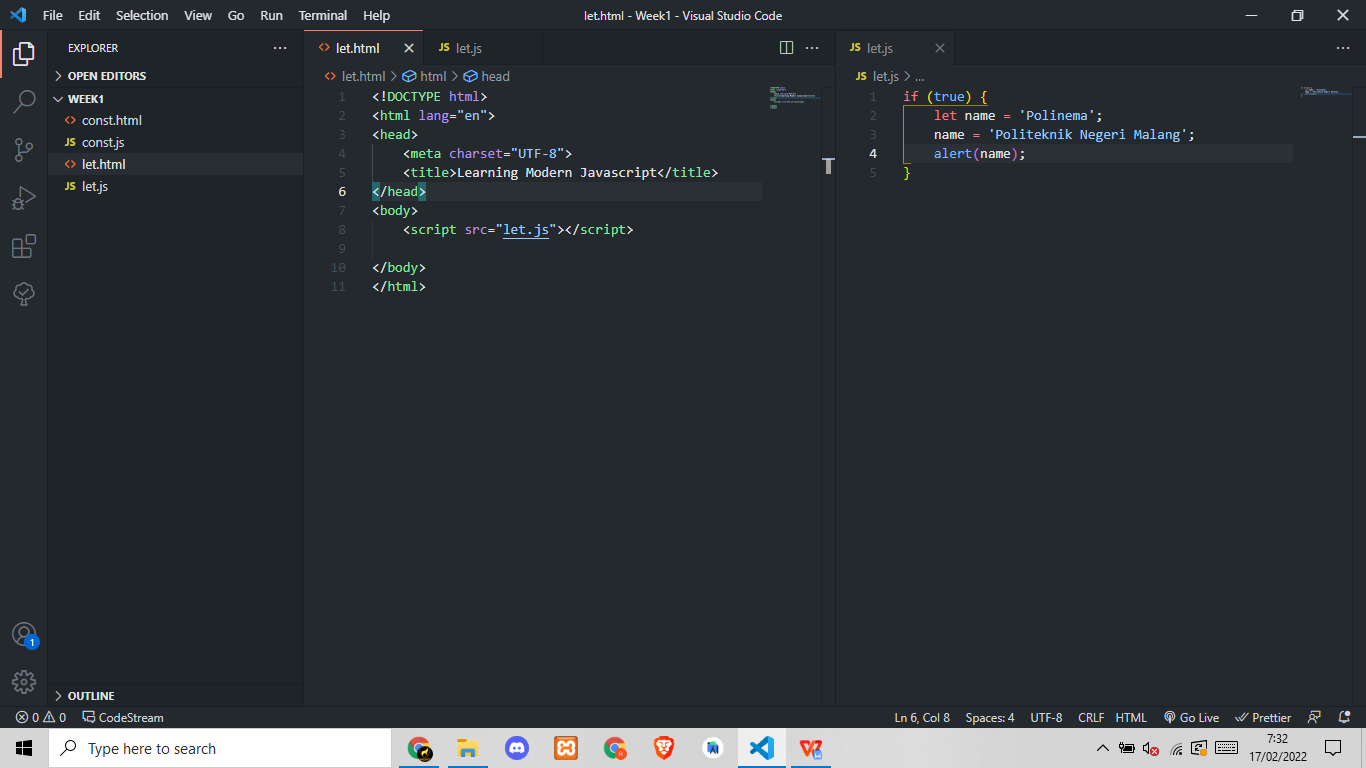 File Edit Selection View Go Run Terminal Help
let.html - Week1 - Visual Studio Code
EXPLORER
OPEN EDITORS
WEEK1
const.html
JS const.js
let.html
JS let.js
OUTLINE
let.html
JS let.js
let.html > html > head
1 <!DOCTYPE html>
2 <html lang="en">
3 <head>
4 <meta charset="UTF-8">
5 <title>Learning Modern Javascript</title>
6 </head>
7 <body>
8 <script src="let.js"></script>
9
10 </body>
11 </html>
JS let.js
JS let.js > ...
1 if (true) {
2 let name = 'Polinema';
3 name = 'Politeknik Negeri Malang';
4 alert(name);
5 }
1
0 0 CodeStream
Ln 6, Col 8 Spaces: 4 UTF-8 CRLF HTML Go Live Prettier
Type here to search
7:32
17/02/2022